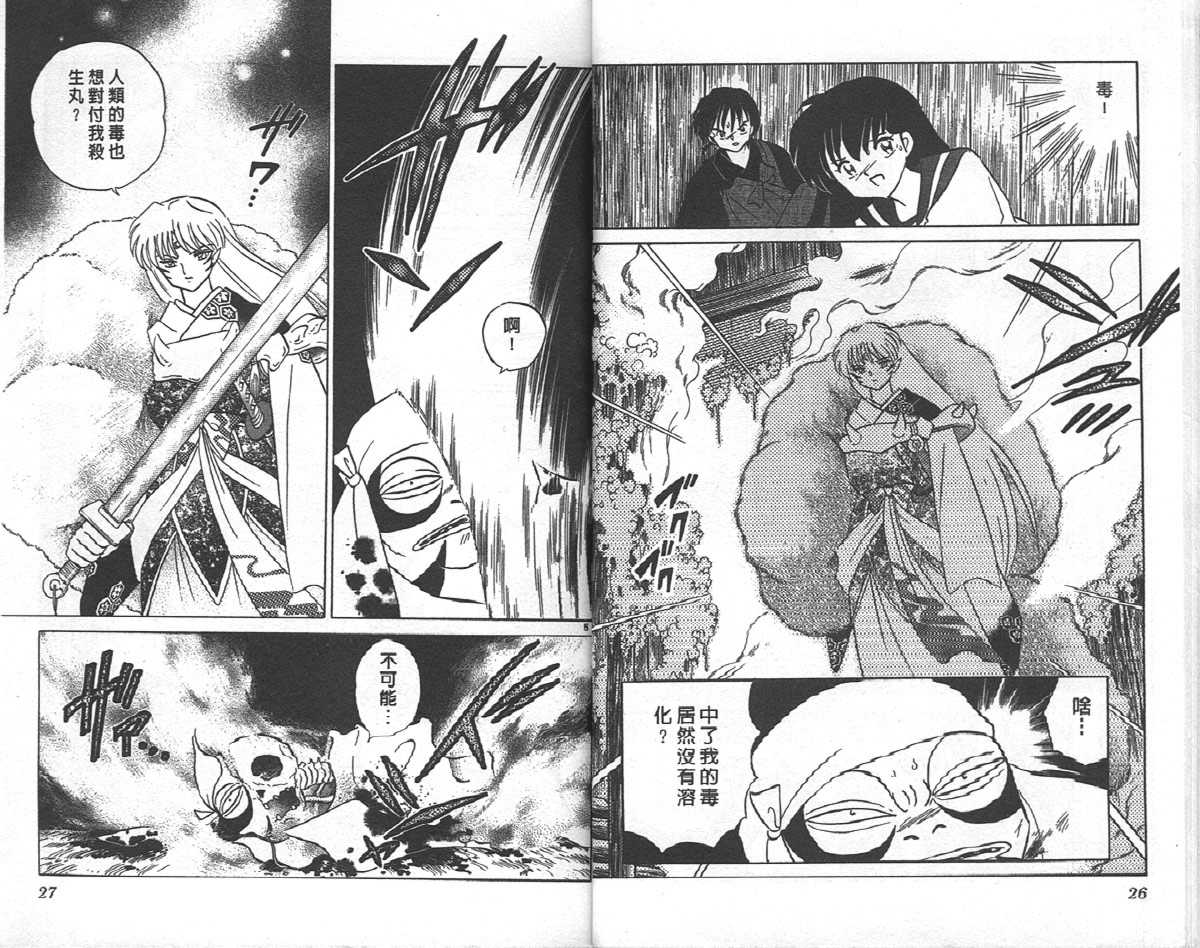 毒！
啥…
中了我的毒
居然沒有溶
化？
26
啊！
人類的毒也
想對付我殺
生丸？
ザワ…
不可能…
27